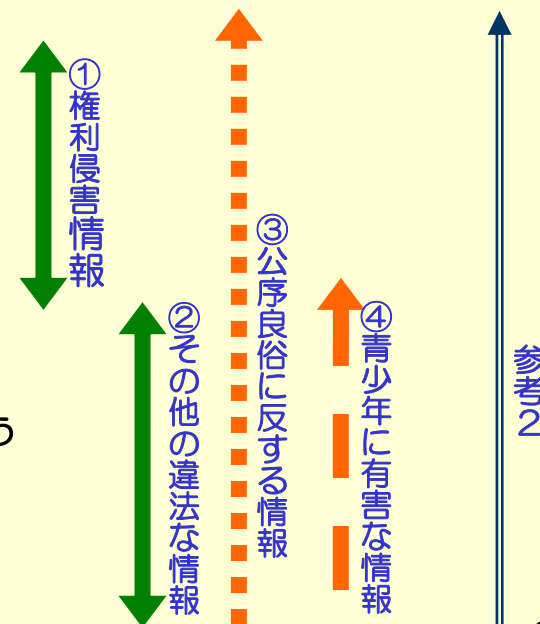 ①権利侵害情報
②その他の違法な情報
③公序良俗に反する情報
④青少年に有害な情報
参考2
う